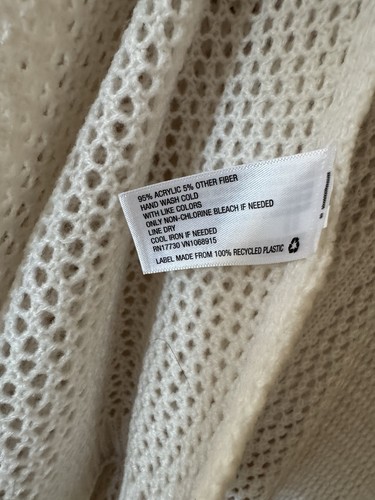 95% ACRYLIC 5% OTHER FIBER
HAND WASH COLD
WITH LIKE COLORS
ONLY NON-CHLORINE BLEACH IF NEEDED
LINE DRY
COOL IRON IF NEEDED
RN17730 VN1068915
LABEL MADE FROM 100% RECYCLED PLASTIC